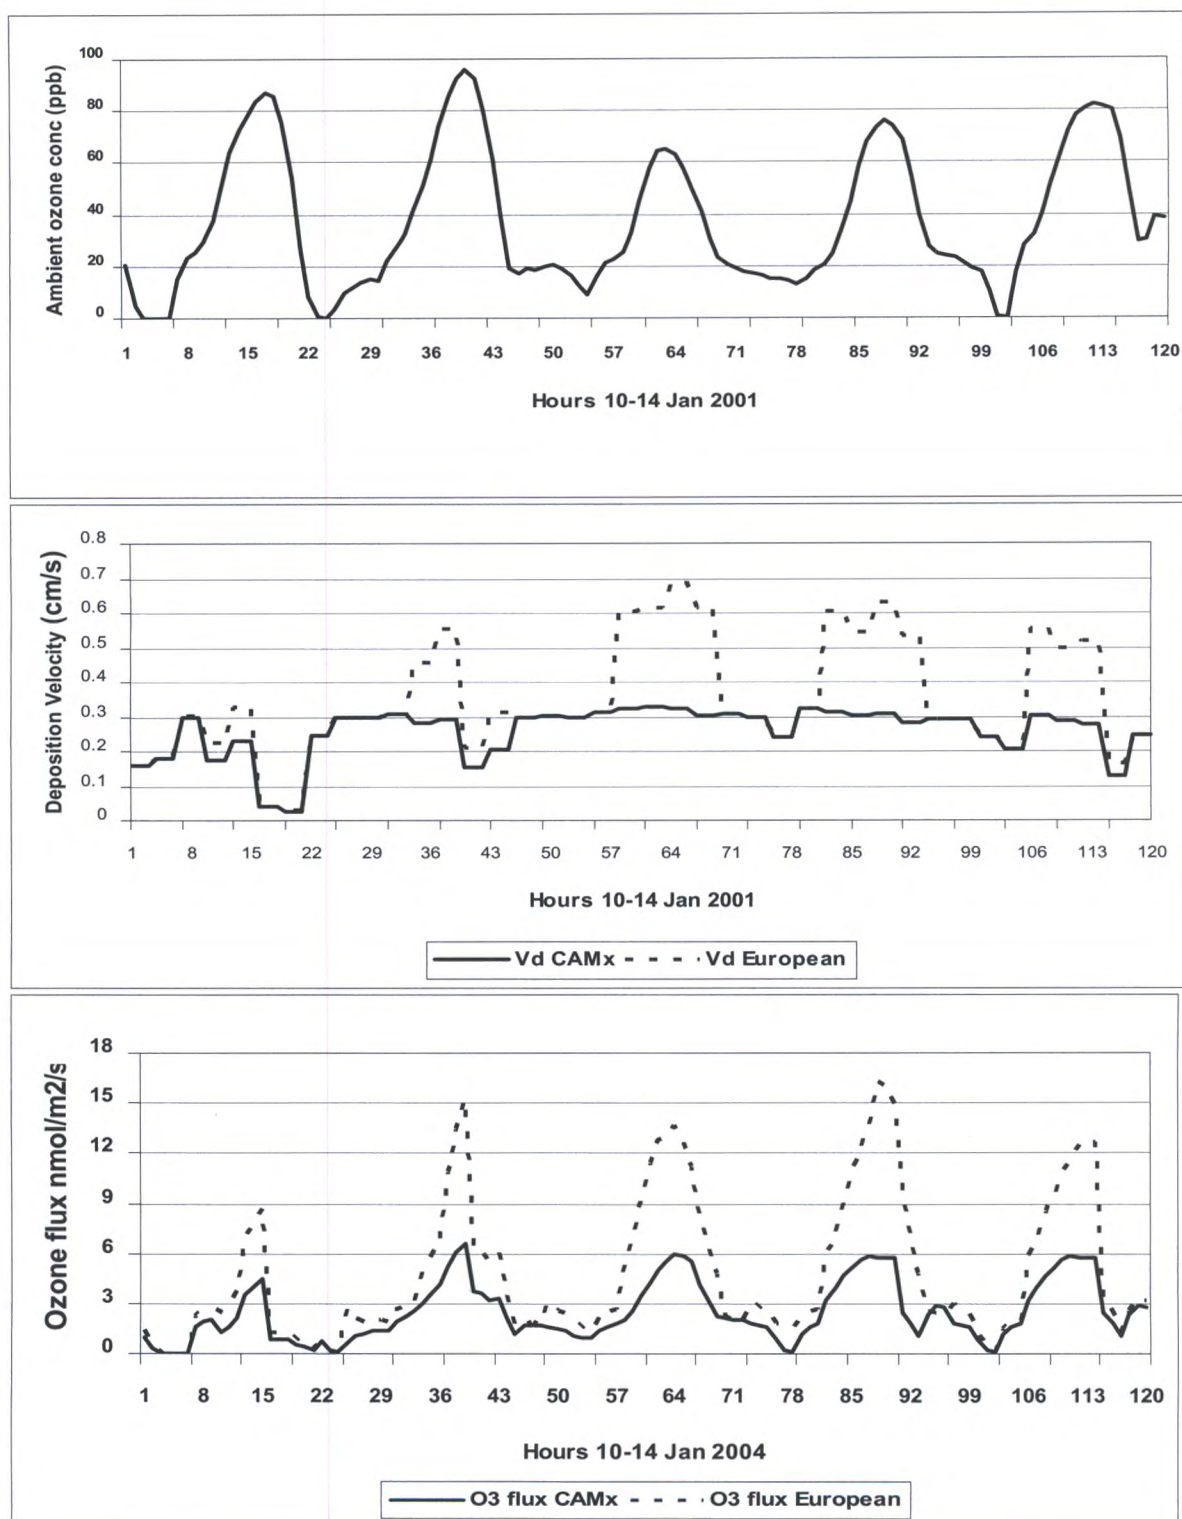 Ambient ozone conc (ppb)
100
80
60
40
20
0
1 8 15 22 29 36 43 50 57 64 71 78 85 92 99 106 113 120
Hours 10-14 Jan 2001
Deposition Velocity (cm/s)
0.8
0.7
0.6
0.5
0.4
0.3
0.2
0.1
0
1 8 15 22 29 36 43 50 57 64 71 78 85 92 99 106 113 120
Hours 10-14 Jan 2001
Vd CAMx Vd European
Ozone flux nmol/m2/s
18
15
12
9
6
3
0
1 8 15 22 29 36 43 50 57 64 71 78 85 92 99 106 113 120
Hours 10-14 Jan 2004
O3 flux CAMx O3 flux European